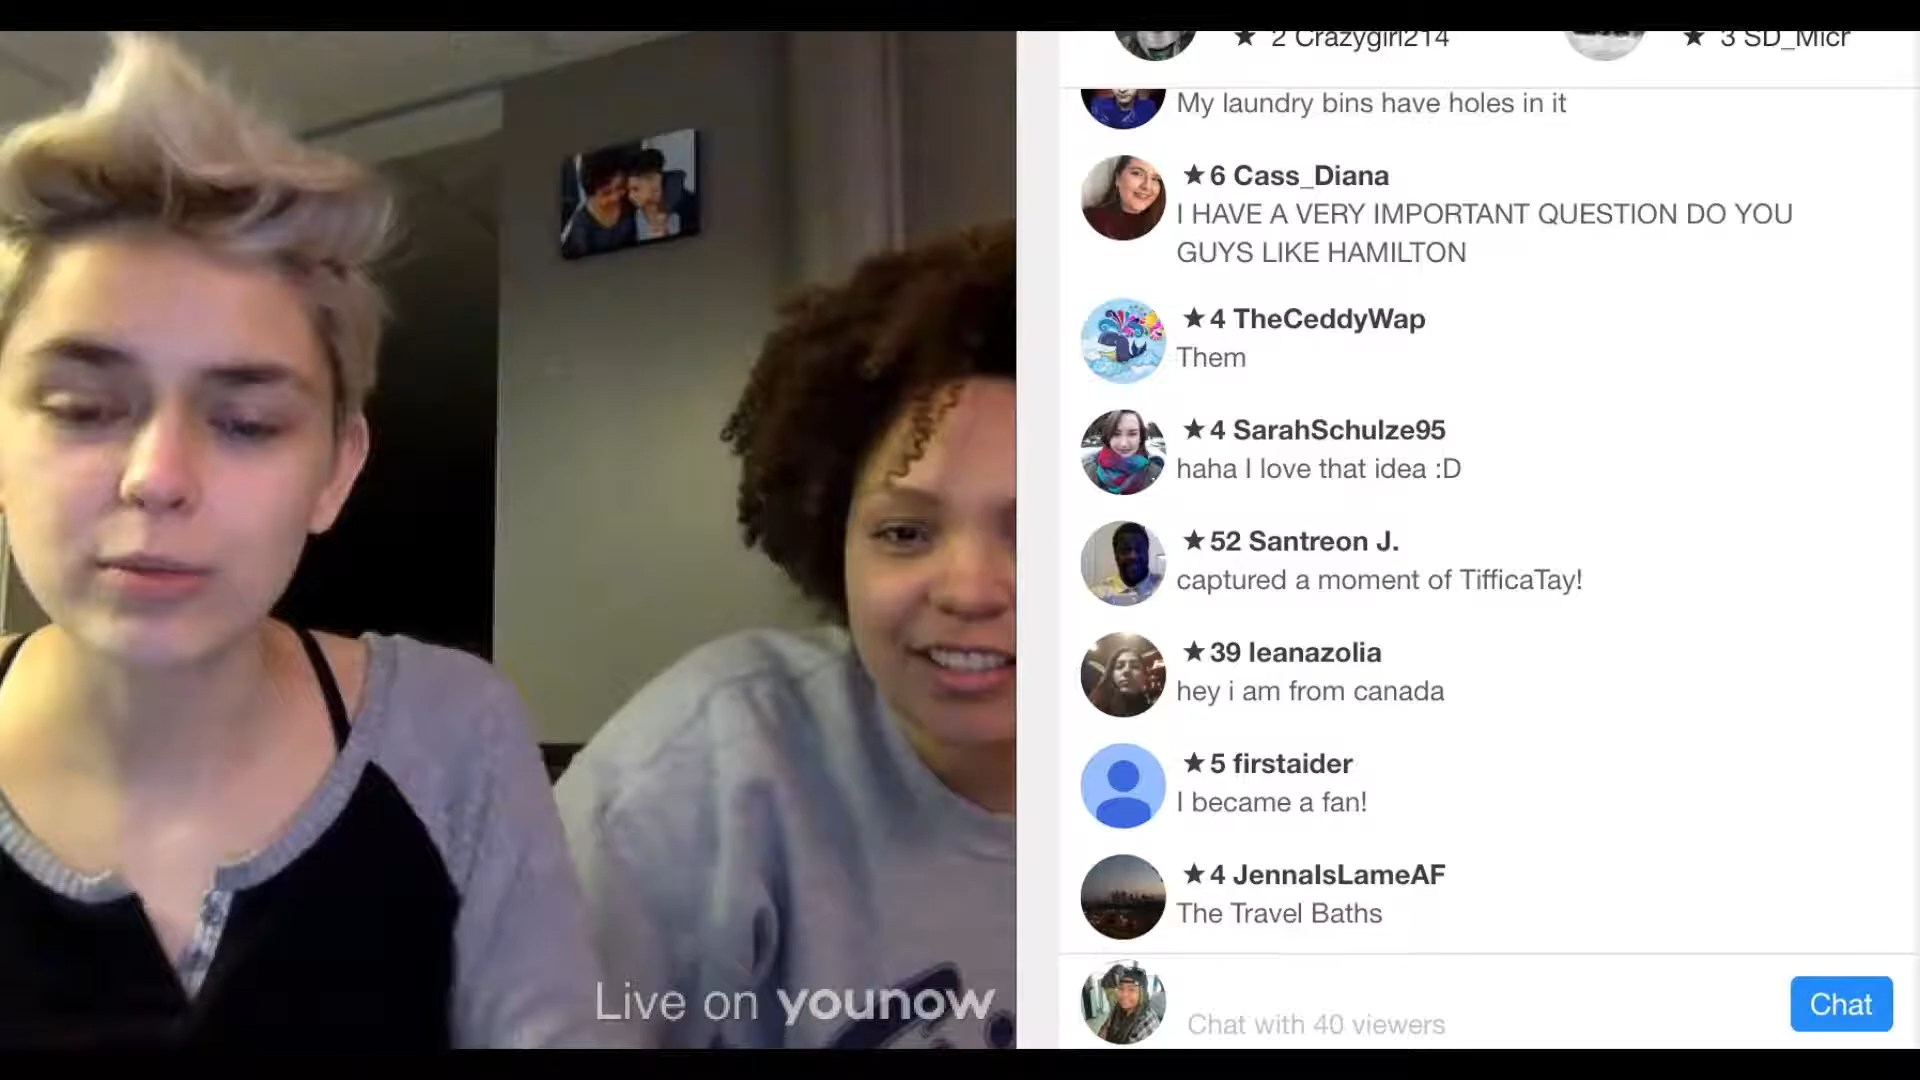 ★ 2 Crazygirl214
★ 3 SD_Micr
My laundry bins have holes in it
★6 Cass_Diana
I HAVE A VERY IMPORTANT QUESTION DO YOU
GUYS LIKE HAMILTON
★4 TheCeddyWap
Them
★4 SarahSchulze95
haha I love that idea :D
★52 Santreon J.
captured a moment of TifficaTay!
★39 leanazolia
hey i am from canada
★5 firstaider
I became a fan!
★4 JennaIsLameAF
The Travel Baths
Live on younow
Chat with 40 viewers
Chat